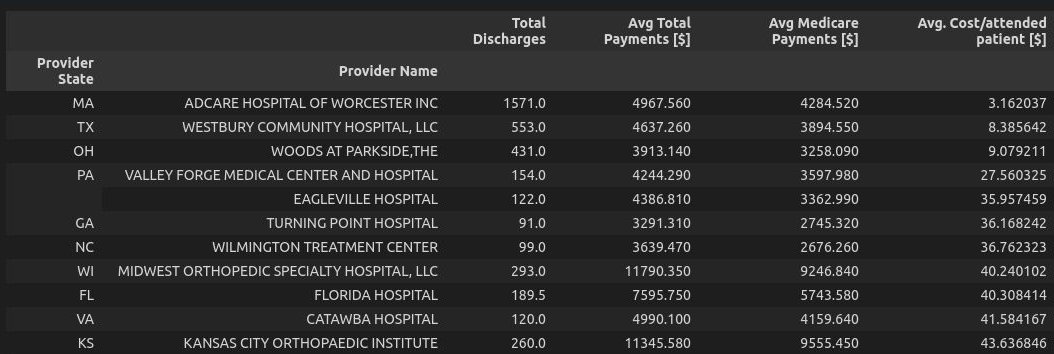 Total Discharges Avg Total Payments [$] Avg Medicare Payments [$] Avg. Cost/attended patient [$]
Provider State Provider Name
MA ADCARE HOSPITAL OF WORCESTER INC 1571.0 4967.560 4284.520 3.162037
TX WESTBURY COMMUNITY HOSPITAL, LLC 553.0 4637.260 3894.550 8.385642
OH WOODS AT PARKSIDE,THE 431.0 3913.140 3258.090 9.079211
PA VALLEY FORGE MEDICAL CENTER AND HOSPITAL 154.0 4244.290 3597.980 27.560325
EAGLEVILLE HOSPITAL 122.0 4386.810 3362.990 35.957459
GA TURNING POINT HOSPITAL 91.0 3291.310 2745.320 36.168242
NC WILMINGTON TREATMENT CENTER 99.0 3639.470 2676.260 36.762323
WI MIDWEST ORTHOPEDIC SPECIALTY HOSPITAL, LLC 293.0 11790.350 9246.840 40.240102
FL FLORIDA HOSPITAL 189.5 7595.750 5743.580 40.308414
VA CATAWBA HOSPITAL 120.0 4990.100 4159.640 41.584167
KS KANSAS CITY ORTHOPAEDIC INSTITUTE 260.0 11345.580 9555.450 43.636846